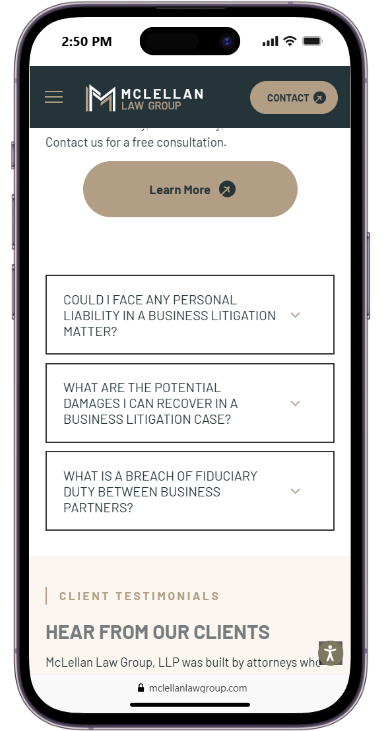 2:50 PM
MCLELLAN
LAW GROUP
CONTACT
Contact us for a free consultation.
Learn More
COULD I FACE ANY PERSONAL
LIABILITY IN A BUSINESS LITIGATION
MATTER?
WHAT ARE THE POTENTIAL
DAMAGES I CAN RECOVER IN A
BUSINESS LITIGATION CASE?
WHAT IS A BREACH OF FIDUCIARY
DUTY BETWEEN BUSINESS
PARTNERS?
CLIENT TESTIMONIALS
HEAR FROM OUR CLIENTS
McLellan Law Group, LLP was built by attorneys who
mclellanlawgroup.com